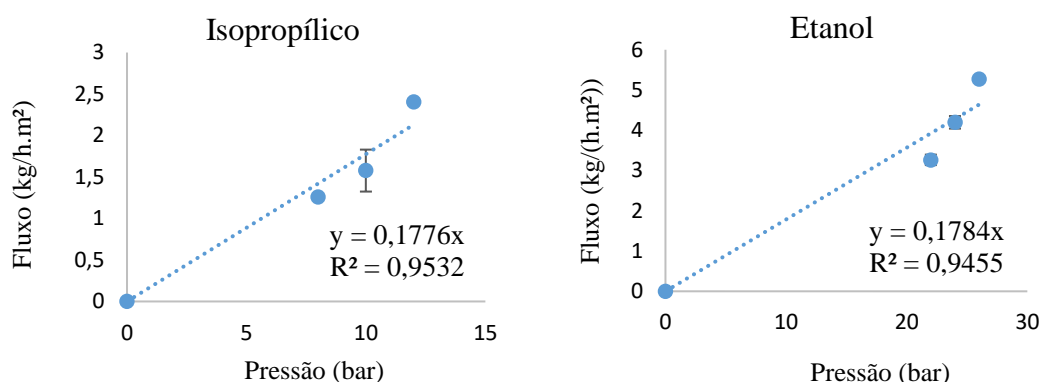 Isopropílico
Fluxo (kg/h.m²)
3
2,5
2
1,5
1
0,5
0
0
5
10
15
y = 0,1776x
R² = 0,9532
Pressão (bar)
Etanol
Fluxo (kg/(h.m²))
6
5
4
3
2
1
0
0
10
20
30
y = 0,1784x
R² = 0,9455
Pressão (bar)